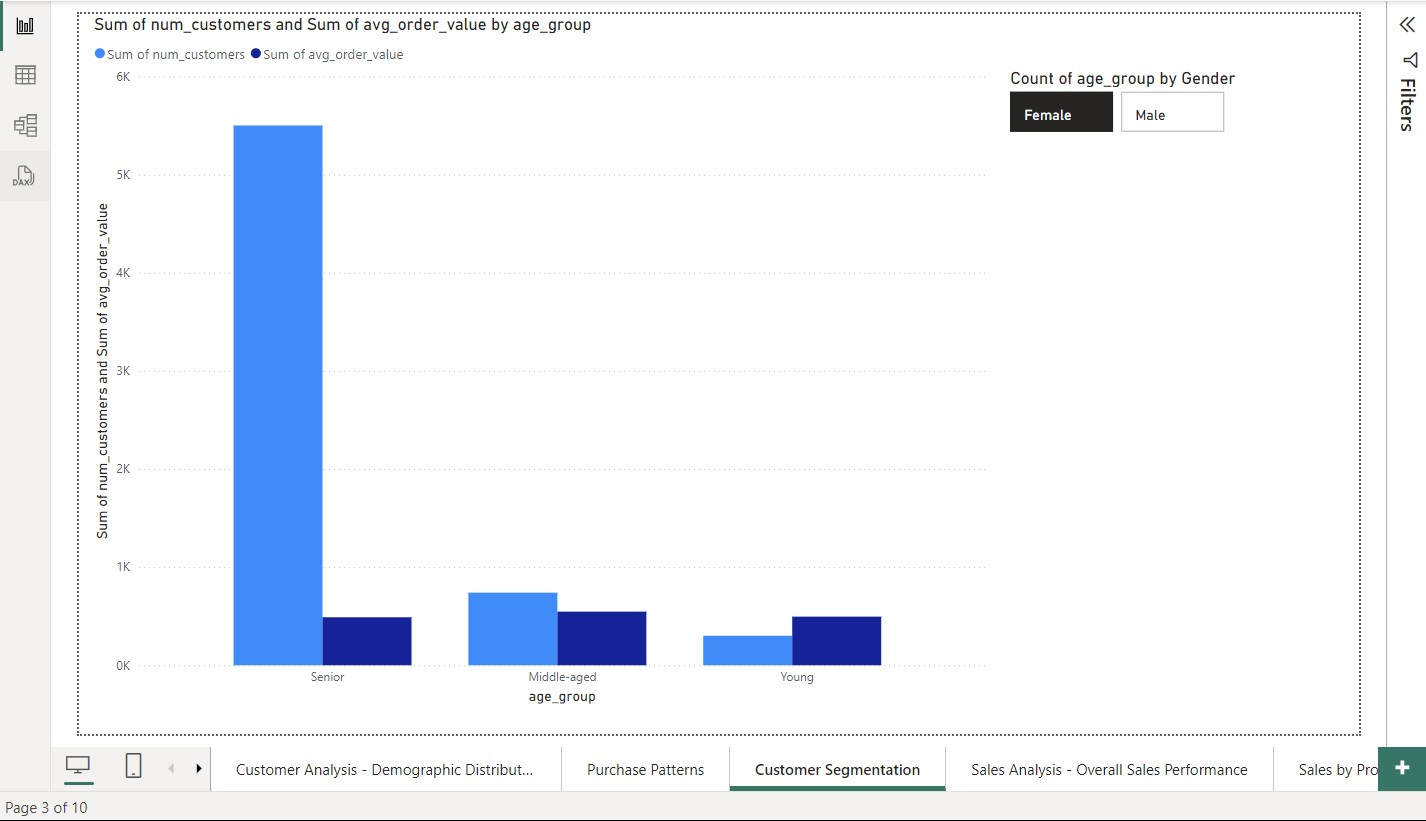 Sum of num_customers and Sum of avg_order_value by age_group
Sum of num_customers Sum of avg_order_value
6K
5K
4K
3K
2K
1K
0K
Sum of num_customers and Sum of avg_order_value
Senior
Middle-aged
Young
age_group
Count of age_group by Gender
Female
Male
Filters
DAX
Customer Analysis - Demographic Distribut...
Purchase Patterns
Customer Segmentation
Sales Analysis - Overall Sales Performance
Sales by Pro
Page 3 of 10